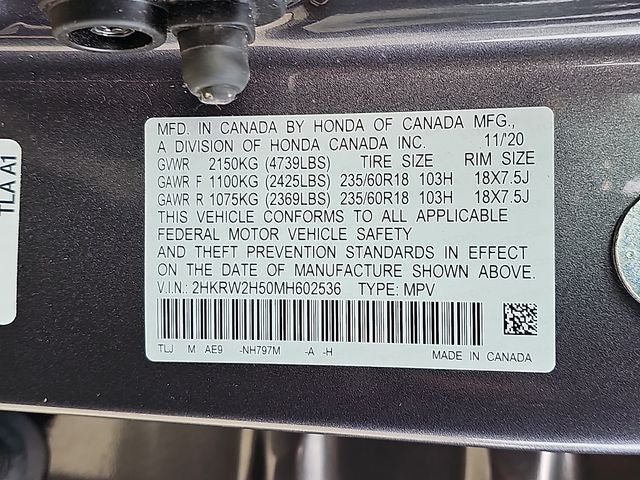 TLA A1
MFD. IN CANADA BY HONDA OF CANADA MFG.,
A DIVISION OF HONDA CANADA INC. 11/'20
GVWR 2150KG (4739LBS) TIRE SIZE RIM SIZE
GAWR F 1100KG (2425LBS) 235/60R18 103H 18X7.5J
GAWR R 1075KG (2369LBS) 235/60R18 103H 18X7.5J
THIS VEHICLE CONFORMS TO ALL APPLICABLE
FEDERAL MOTOR VEHICLE SAFETY
AND THEFT PREVENTION STANDARDS IN EFFECT
ON THE DATE OF MANUFACTURE SHOWN ABOVE.
V.I.N.: 2HKRW2H50MH602536 TYPE: MPV
TLJ M AE9 -NH797M -A -H MADE IN CANADA